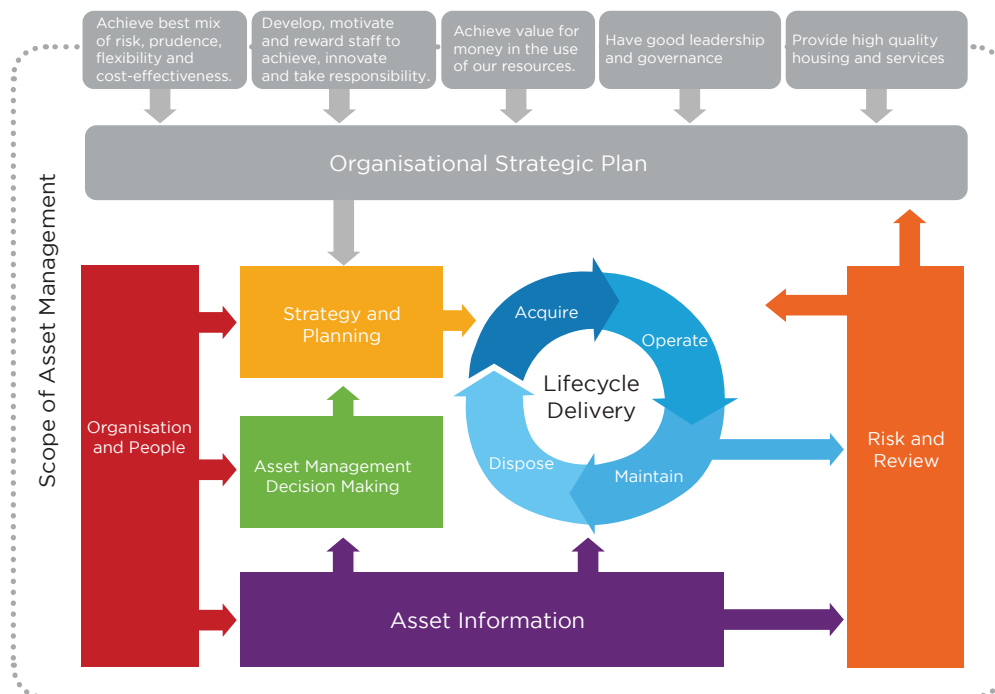 Achieve best mix
of risk, prudence,
flexibility and
cost-effectiveness.
Develop, motivate
and reward staff to
achieve, innovate
and take responsibility.
Achieve value for
money in the use
of our resources.
Have good leadership
and governance
Provide high quality
housing and services
Organisational Strategic Plan
Scope of Asset Management
Organisation
and People
Strategy and
Planning
Asset Management
Decision Making
Acquire
Operate
Lifecycle
Delivery
Dispose
Maintain
Risk and
Review
Asset Information